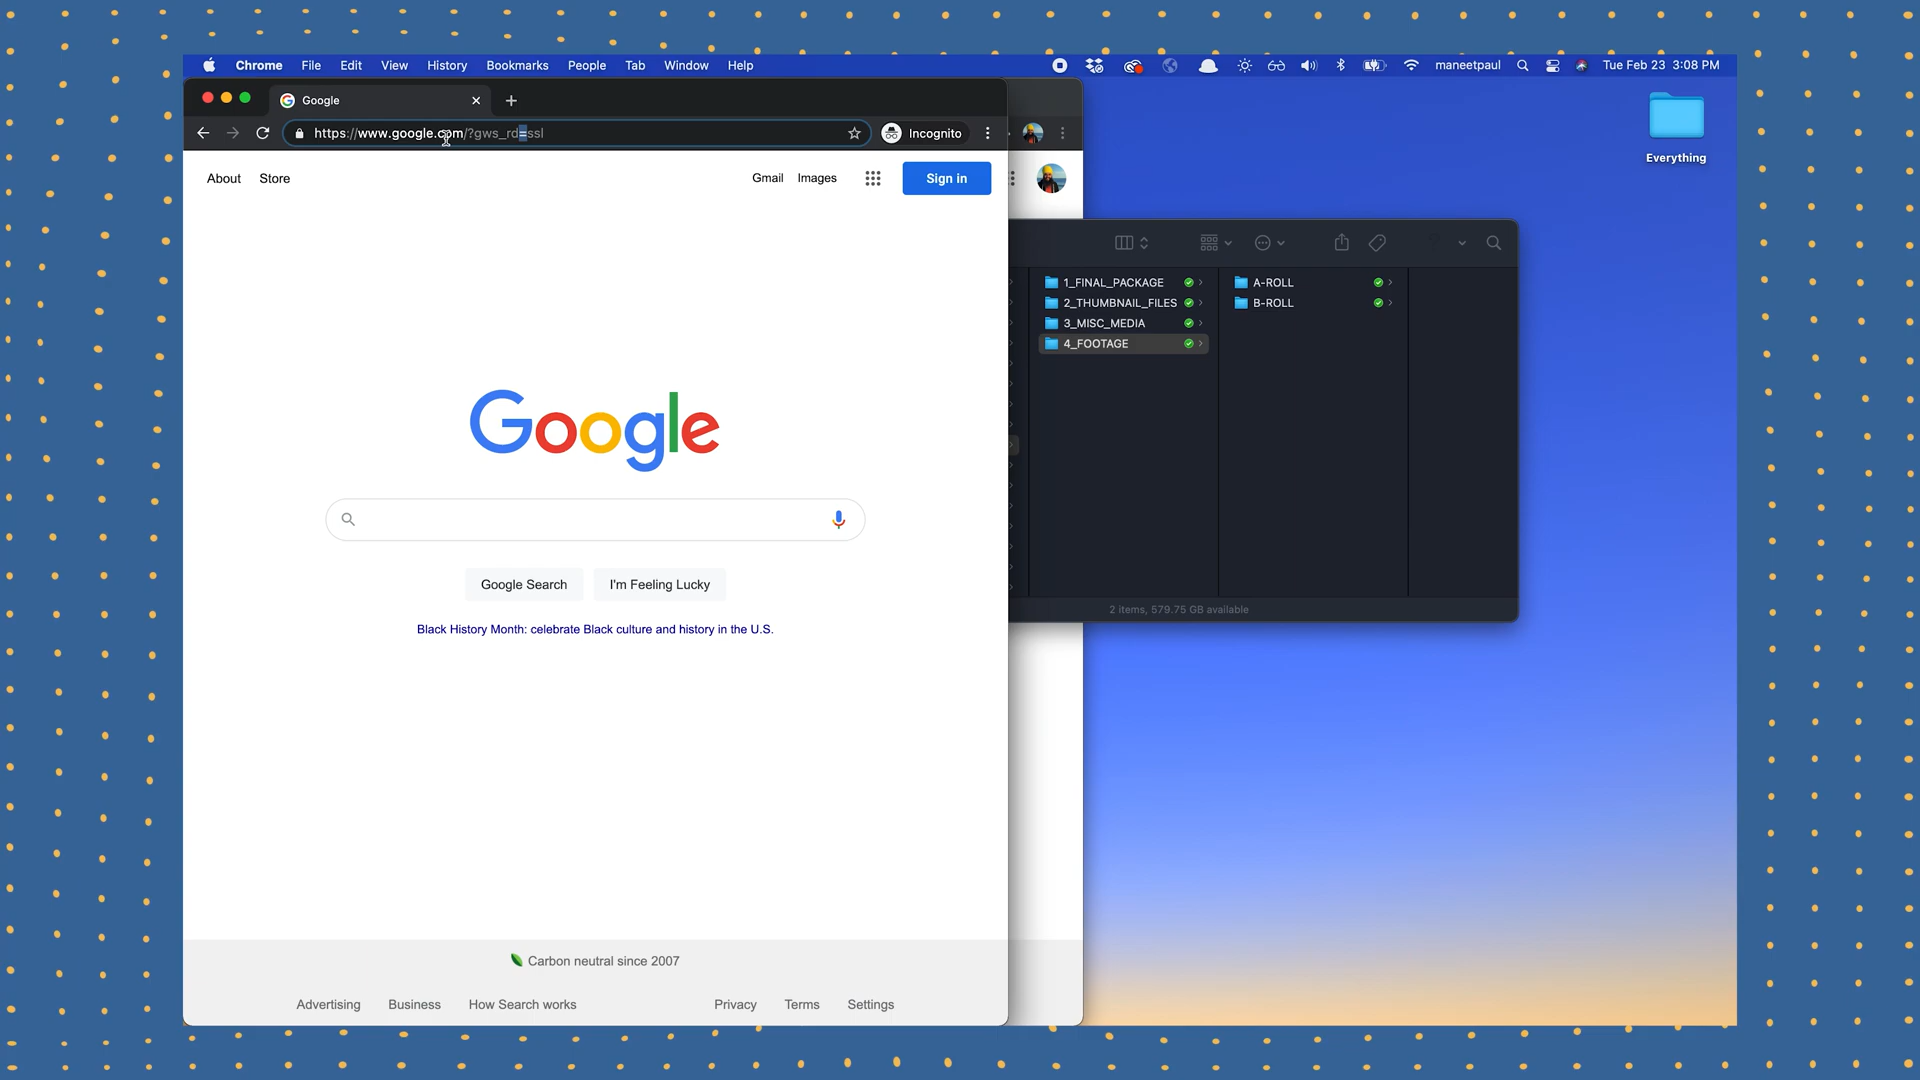 Chrome File Edit View History Bookmarks People Tab Window Help
maneetpaul Tue Feb 23 3:08 PM
Google
https://www.google.com/?gws_rd=ssl
Incognito
About Store
Gmail Images
Sign in
Google
Google Search
I'm Feeling Lucky
Black History Month: celebrate Black culture and history in the U.S.
Carbon neutral since 2007
Advertising Business How Search works
Privacy Terms Settings
Everything
1_FINAL_PACKAGE
2_THUMBNAIL_FILES
3_MISC_MEDIA
4_FOOTAGE
A-ROLL
B-ROLL
2 items, 579.75 GB available